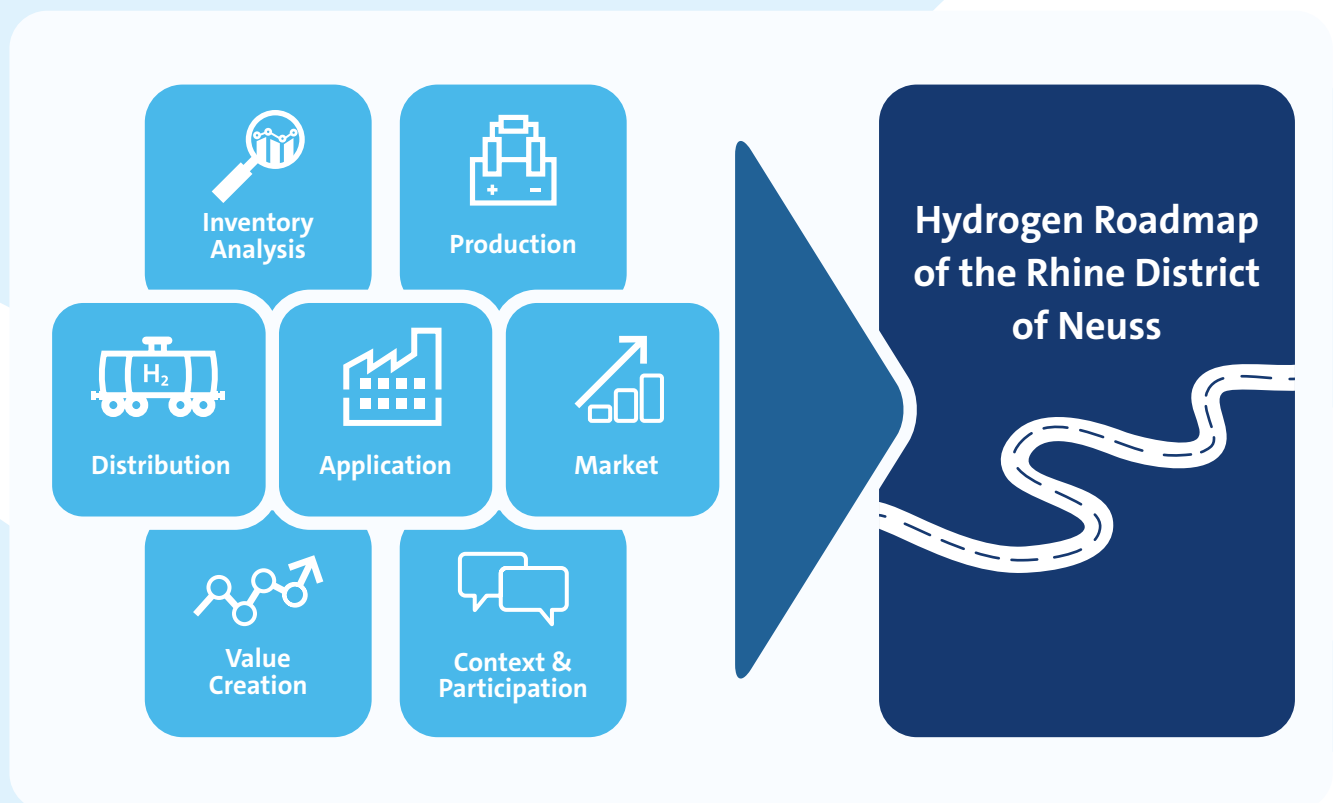 Inventory
Analysis
Production
H₂
Distribution
Application
Market
Value
Creation
Context &
Participation
Hydrogen Roadmap
of the Rhine District
of Neuss